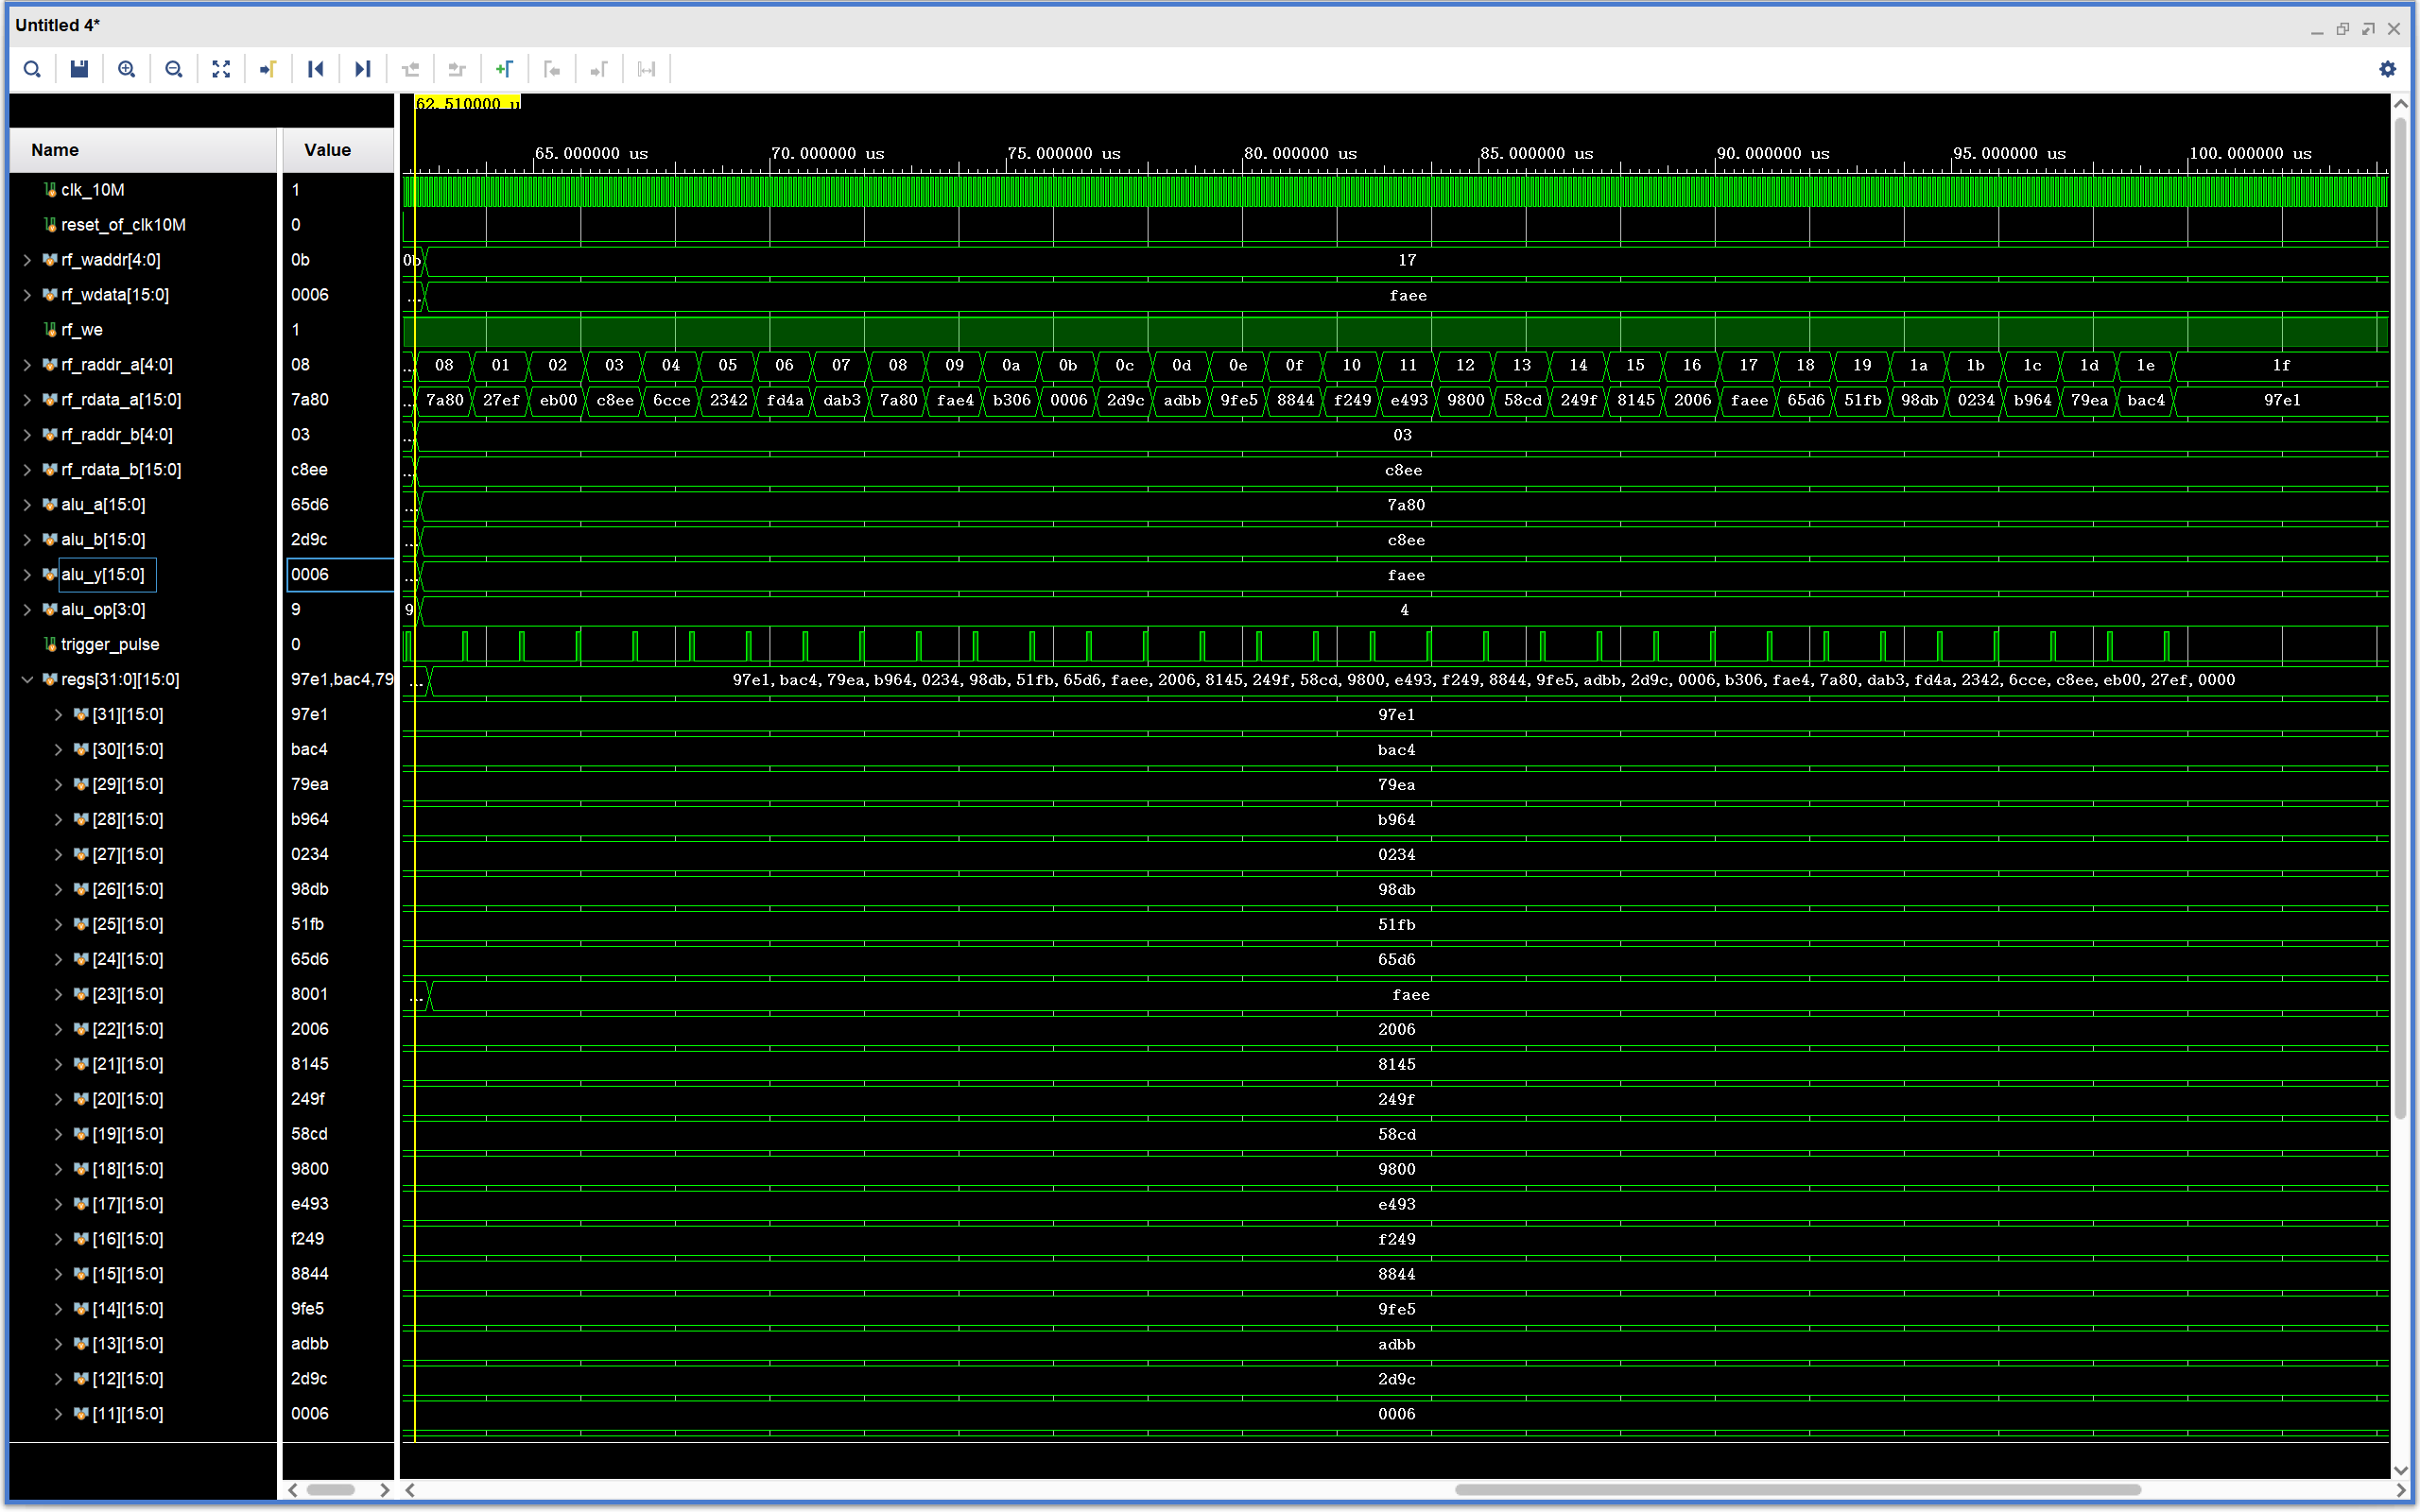 Untitled 4*
62.510000 u
Name Value
65.000000 us 70.000000 us 75.000000 us 80.000000 us 85.000000 us 90.000000 us 95.000000 us 100.000000 us
clk_10M 1
reset_of_clk10M 0
rf_waddr[4:0] 0b 0b 17
rf_wdata[15:0] 0006 ... faee
rf_we 1
rf_raddr_a[4:0] 08 .. 08 01 02 03 04 05 06 07 08 09 0a 0b 0c 0d 0e 0f 10 11 12 13 14 15 16 17 18 19 1a 1b 1c 1d 1e 1f
rf_rdata_a[15:0] 7a80 .. 7a80 27ef eb00 c8ee 6cce 2342 fd4a dab3 7a80 fae4 b306 0006 2d9c adbb 9fe5 8844 f249 e493 9800 58cd 249f 8145 2006 faee 65d6 51fb 98db 0234 b964 79ea bac4 97e1
rf_raddr_b[4:0] 03 .. 03
rf_rdata_b[15:0] c8ee .. c8ee
alu_a[15:0] 65d6 ... 7a80
alu_b[15:0] 2d9c ... c8ee
alu_y[15:0] 0006 ... faee
alu_op[3:0] 9 9 4
trigger_pulse 0
regs[31:0][15:0] 97e1,bac4,79 ... 97e1,bac4,79ea,b964,0234,98db,51fb,65d6,faee,2006,8145,249f,58cd,9800,e493,f249,8844,9fe5,adbb,2d9c,0006,b306,fae4,7a80,dab3,fd4a,2342,6cce,c8ee,eb00,27ef,0000
[31][15:0] 97e1 97e1
[30][15:0] bac4 bac4
[29][15:0] 79ea 79ea
[28][15:0] b964 b964
[27][15:0] 0234 0234
[26][15:0] 98db 98db
[25][15:0] 51fb 51fb
[24][15:0] 65d6 65d6
[23][15:0] 8001 ... faee
[22][15:0] 2006 2006
[21][15:0] 8145 8145
[20][15:0] 249f 249f
[19][15:0] 58cd 58cd
[18][15:0] 9800 9800
[17][15:0] e493 e493
[16][15:0] f249 f249
[15][15:0] 8844 8844
[14][15:0] 9fe5 9fe5
[13][15:0] adbb adbb
[12][15:0] 2d9c 2d9c
[11][15:0] 0006 0006